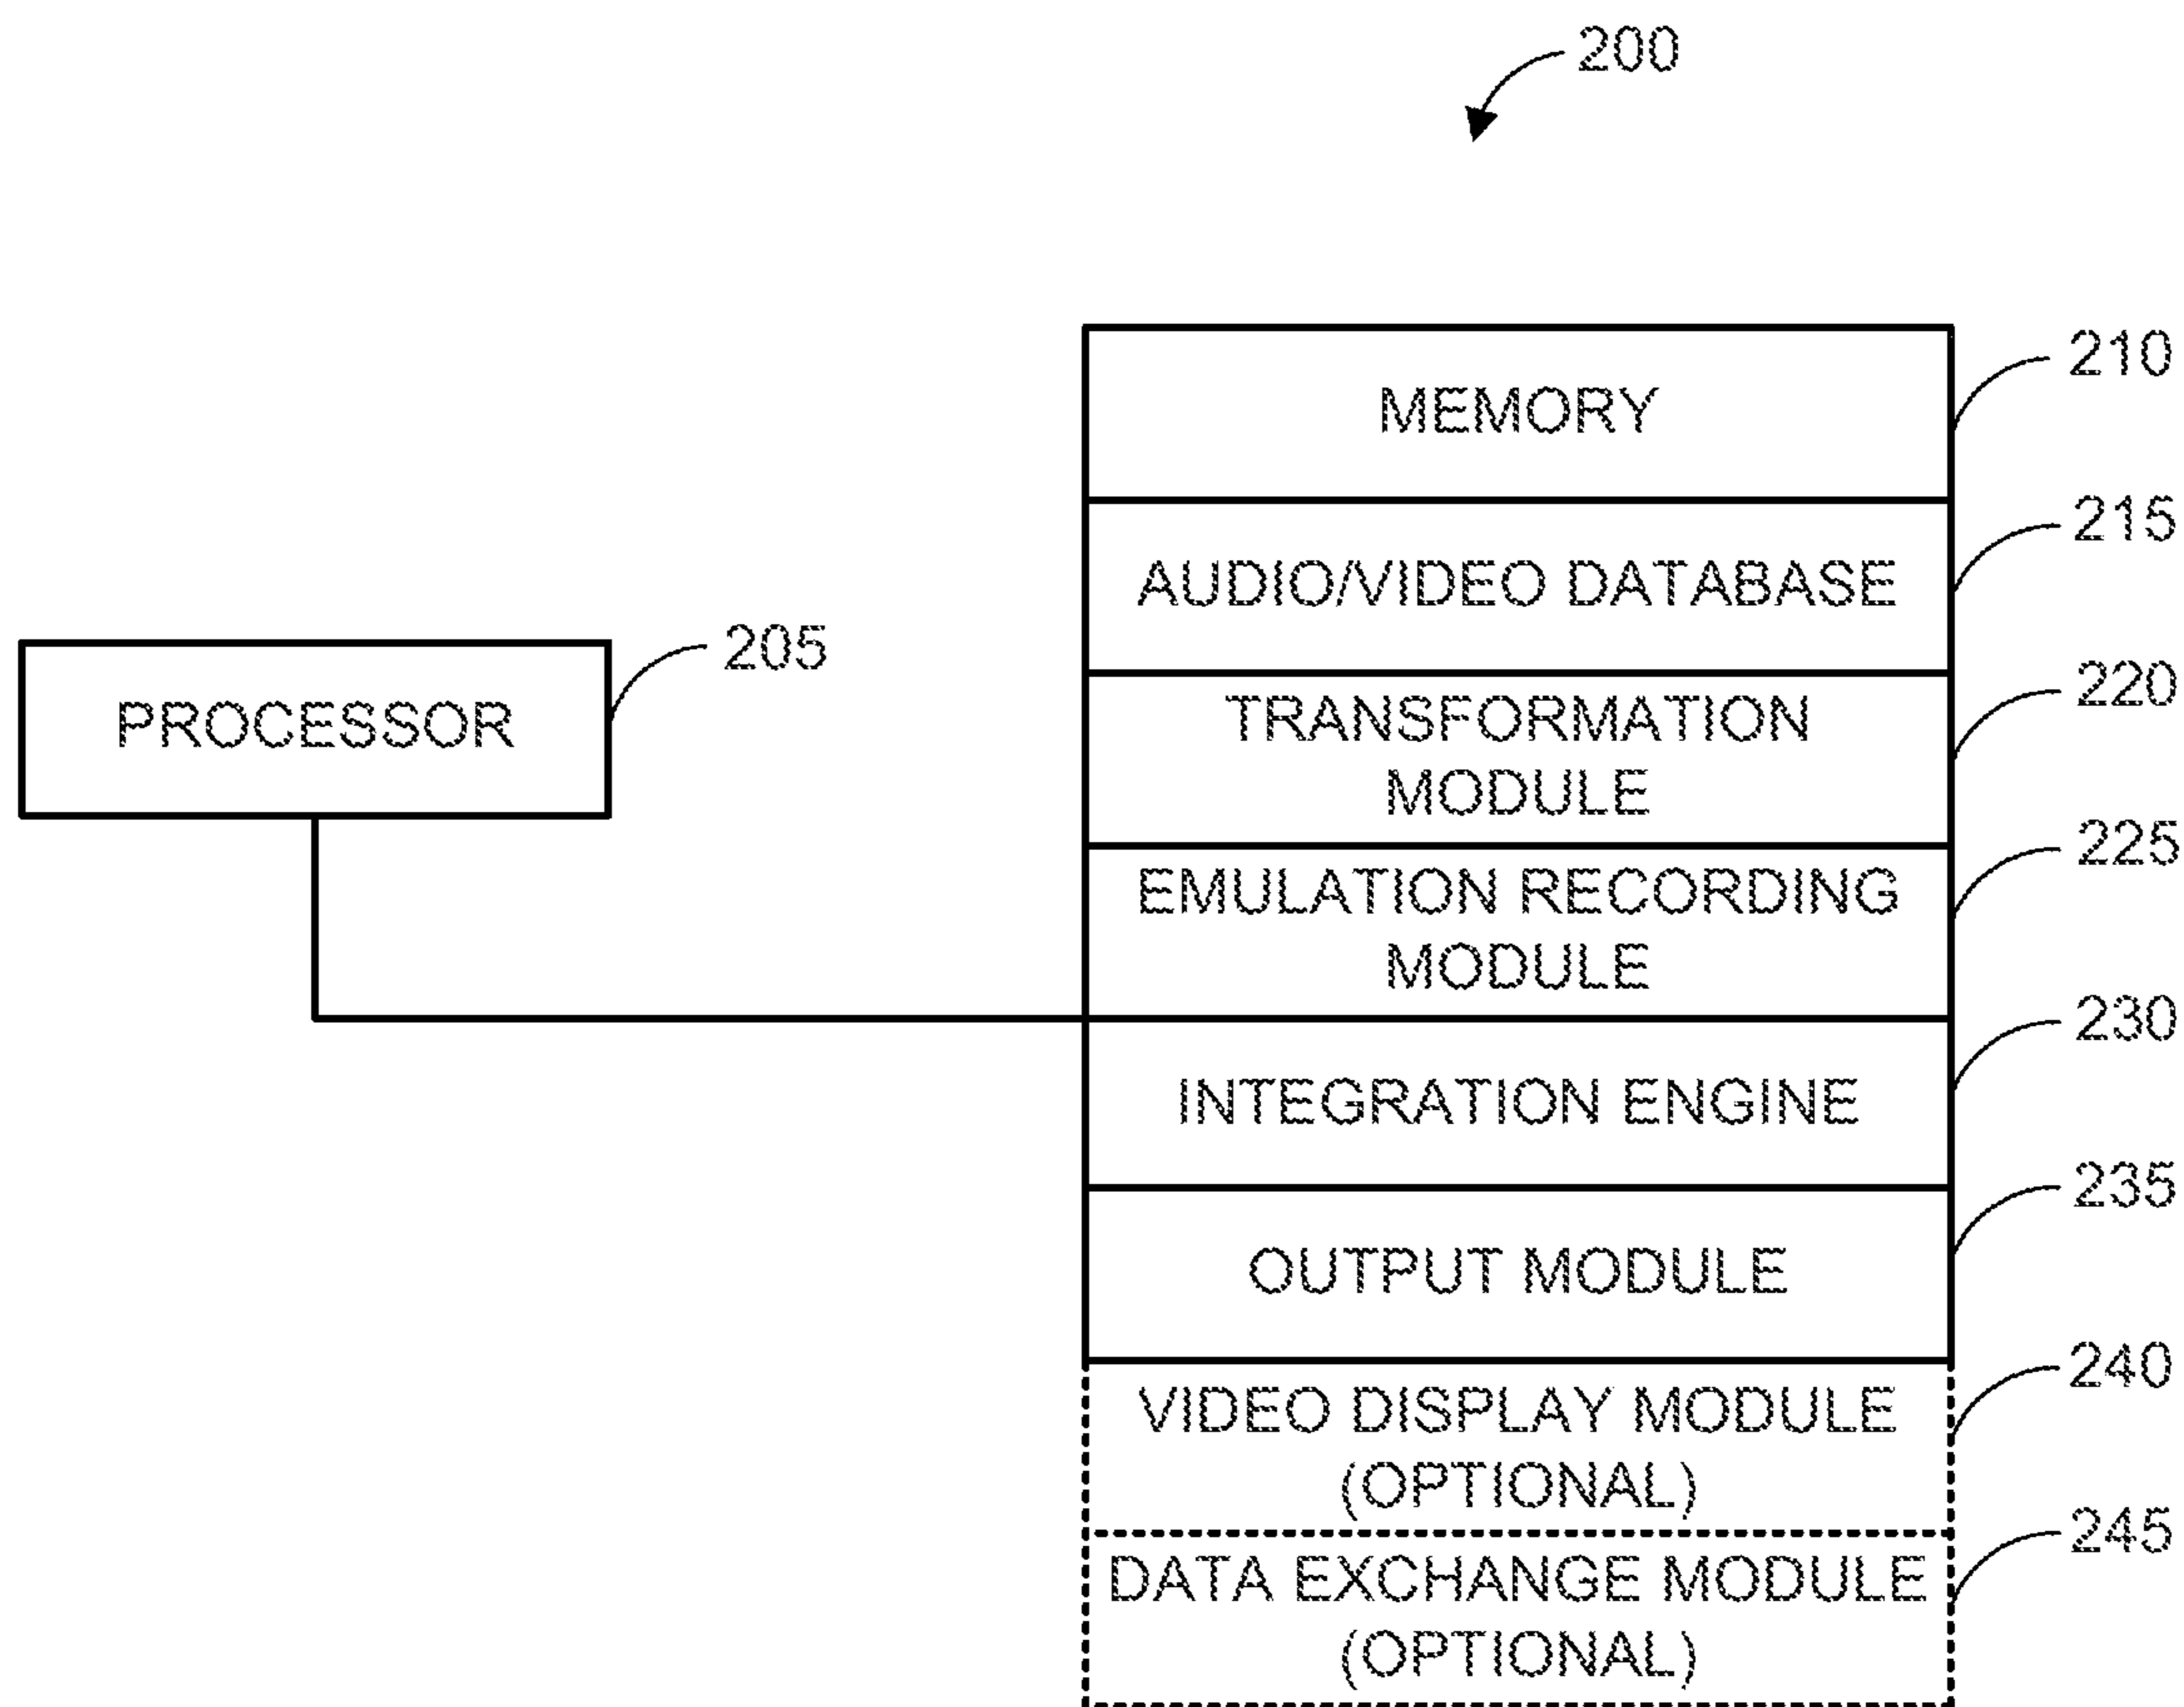 200
MEMORY
210
AUDIO/VIDEO DATABASE
215
PROCESSOR
205
TRANSFORMATION
MODULE
220
EMULATION RECORDING
MODULE
225
INTEGRATION ENGINE
230
OUTPUT MODULE
235
VIDEO DISPLAY MODULE
(OPTIONAL)
240
DATA EXCHANGE MODULE
(OPTIONAL)
245